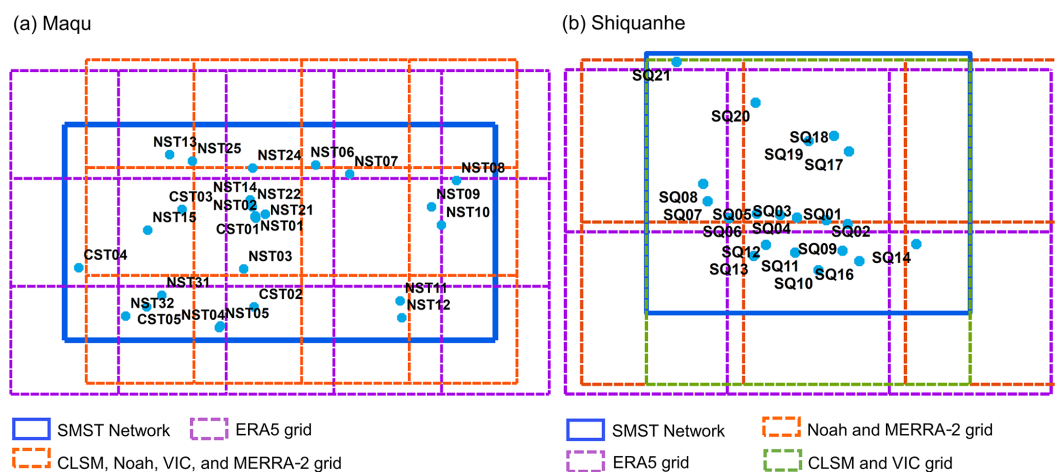 (a) Maqu
NST13
NST25
NST24
NST06
NST07
NST08
CST03
NST14
NST22
NST02
NST09
NST15
NST21
NST10
CST01
NST01
CST04
NST03
NST31
CST02
NST11
NST32
NST12
CST05
NST04
NST05
SMST Network
ERA5 grid
CLSM, Noah, VIC, and MERRA-2 grid
(b) Shiquanhe
SQ21
SQ20
SQ18
SQ19
SQ17
SQ08
SQ07
SQ05
SQ03
SQ01
SQ06
SQ04
SQ02
SQ12
SQ09
SQ14
SQ13
SQ11
SQ16
SQ10
SMST Network
Noah and MERRA-2 grid
ERA5 grid
CLSM and VIC grid